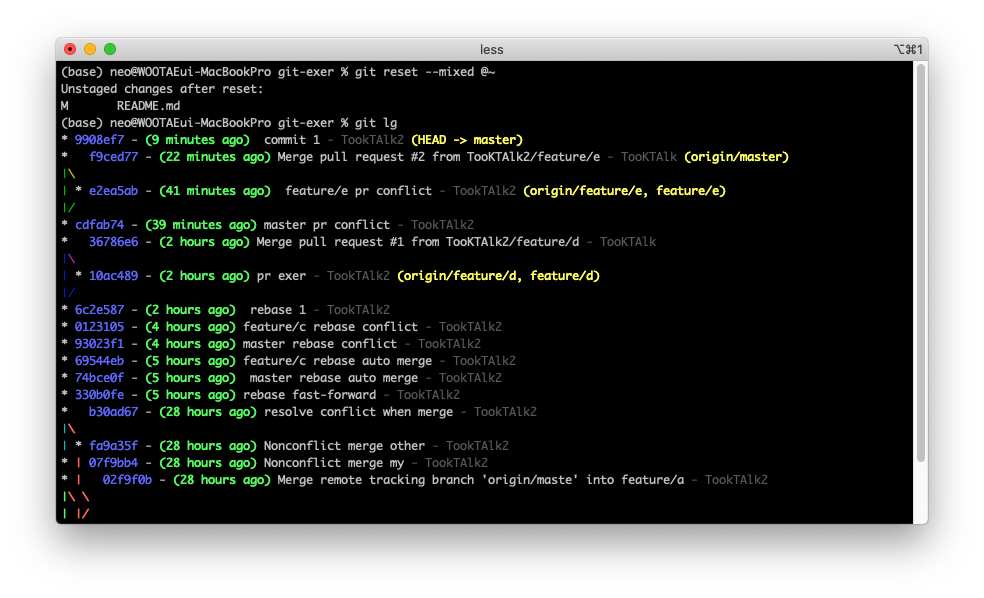 less
⌥⌘1
(base) neo@WOOTAEui-MacBookPro git-exer % git reset --mixed @~
Unstaged changes after reset:
M       README.md
(base) neo@WOOTAEui-MacBookPro git-exer % git lg
* 9908ef7 - (9 minutes ago)  commit 1 - TookTAlk2 (HEAD -> master)
*   f9ced77 - (22 minutes ago) Merge pull request #2 from TooKTAlk2/feature/e - TooKTAlk (origin/master)
|\
| * e2ea5ab - (41 minutes ago)  feature/e pr conflict - TookTAlk2 (origin/feature/e, feature/e)
|/
* cdfab74 - (39 minutes ago) master pr conflict - TookTAlk2
*   36786e6 - (2 hours ago) Merge pull request #1 from TooKTAlk2/feature/d - TooKTAlk
|\
| * 10ac489 - (2 hours ago) pr exer - TookTAlk2 (origin/feature/d, feature/d)
|/
* 6c2e587 - (2 hours ago)  rebase 1 - TookTAlk2
* 0123105 - (4 hours ago) feature/c rebase conflict - TookTAlk2
* 93023f1 - (4 hours ago) master rebase conflict - TookTAlk2
* 69544eb - (5 hours ago) feature/c rebase auto merge - TookTAlk2
* 74bce0f - (5 hours ago)  master rebase auto merge - TookTAlk2
* 330b0fe - (5 hours ago) rebase fast-forward - TookTAlk2
*   b30ad67 - (28 hours ago) resolve conflict when merge - TookTAlk2
|\
| * fa9a35f - (28 hours ago) Nonconflict merge other - TookTAlk2
* | 07f9bb4 - (28 hours ago) Nonconflict merge my - TookTAlk2
* |   02f9f0b - (28 hours ago) Merge remote tracking branch 'origin/maste' into feature/a - TookTAlk2
|\ \
| |/